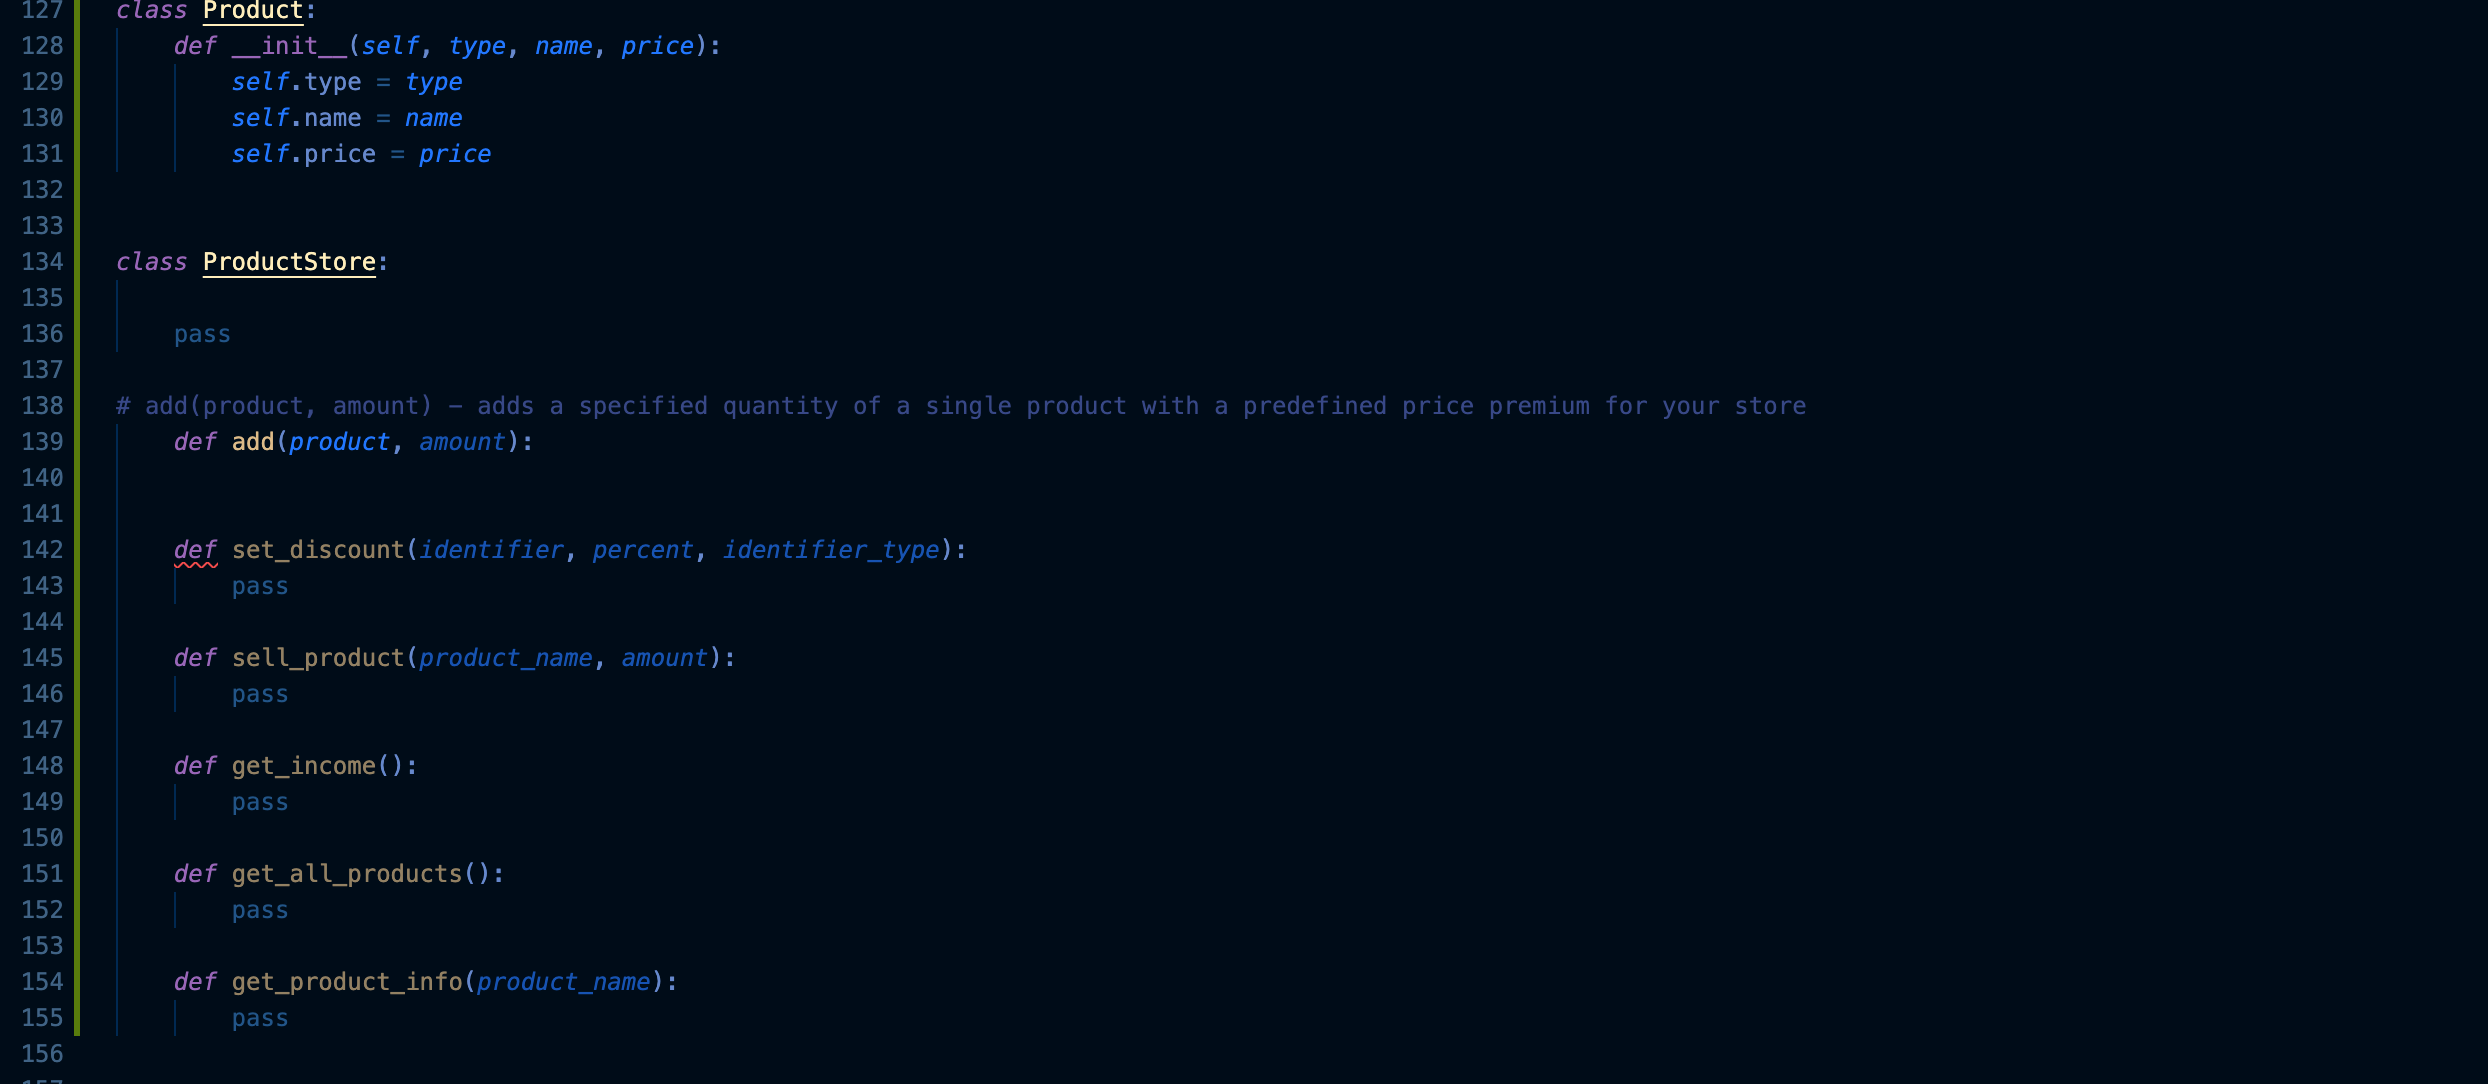 127 class Product:
128 def __init__(self, type, name, price):
129 self.type = type
130 self.name = name
131 self.price = price
132
133
134 class ProductStore:
135
136 pass
137
138 # add(product, amount) – adds a specified quantity of a single product with a predefined price premium for your store
139 def add(product, amount):
140
141
142 def set_discount(identifier, percent, identifier_type):
143 pass
144
145 def sell_product(product_name, amount):
146 pass
147
148 def get_income():
149 pass
150
151 def get_all_products():
152 pass
153
154 def get_product_info(product_name):
155 pass
156
157